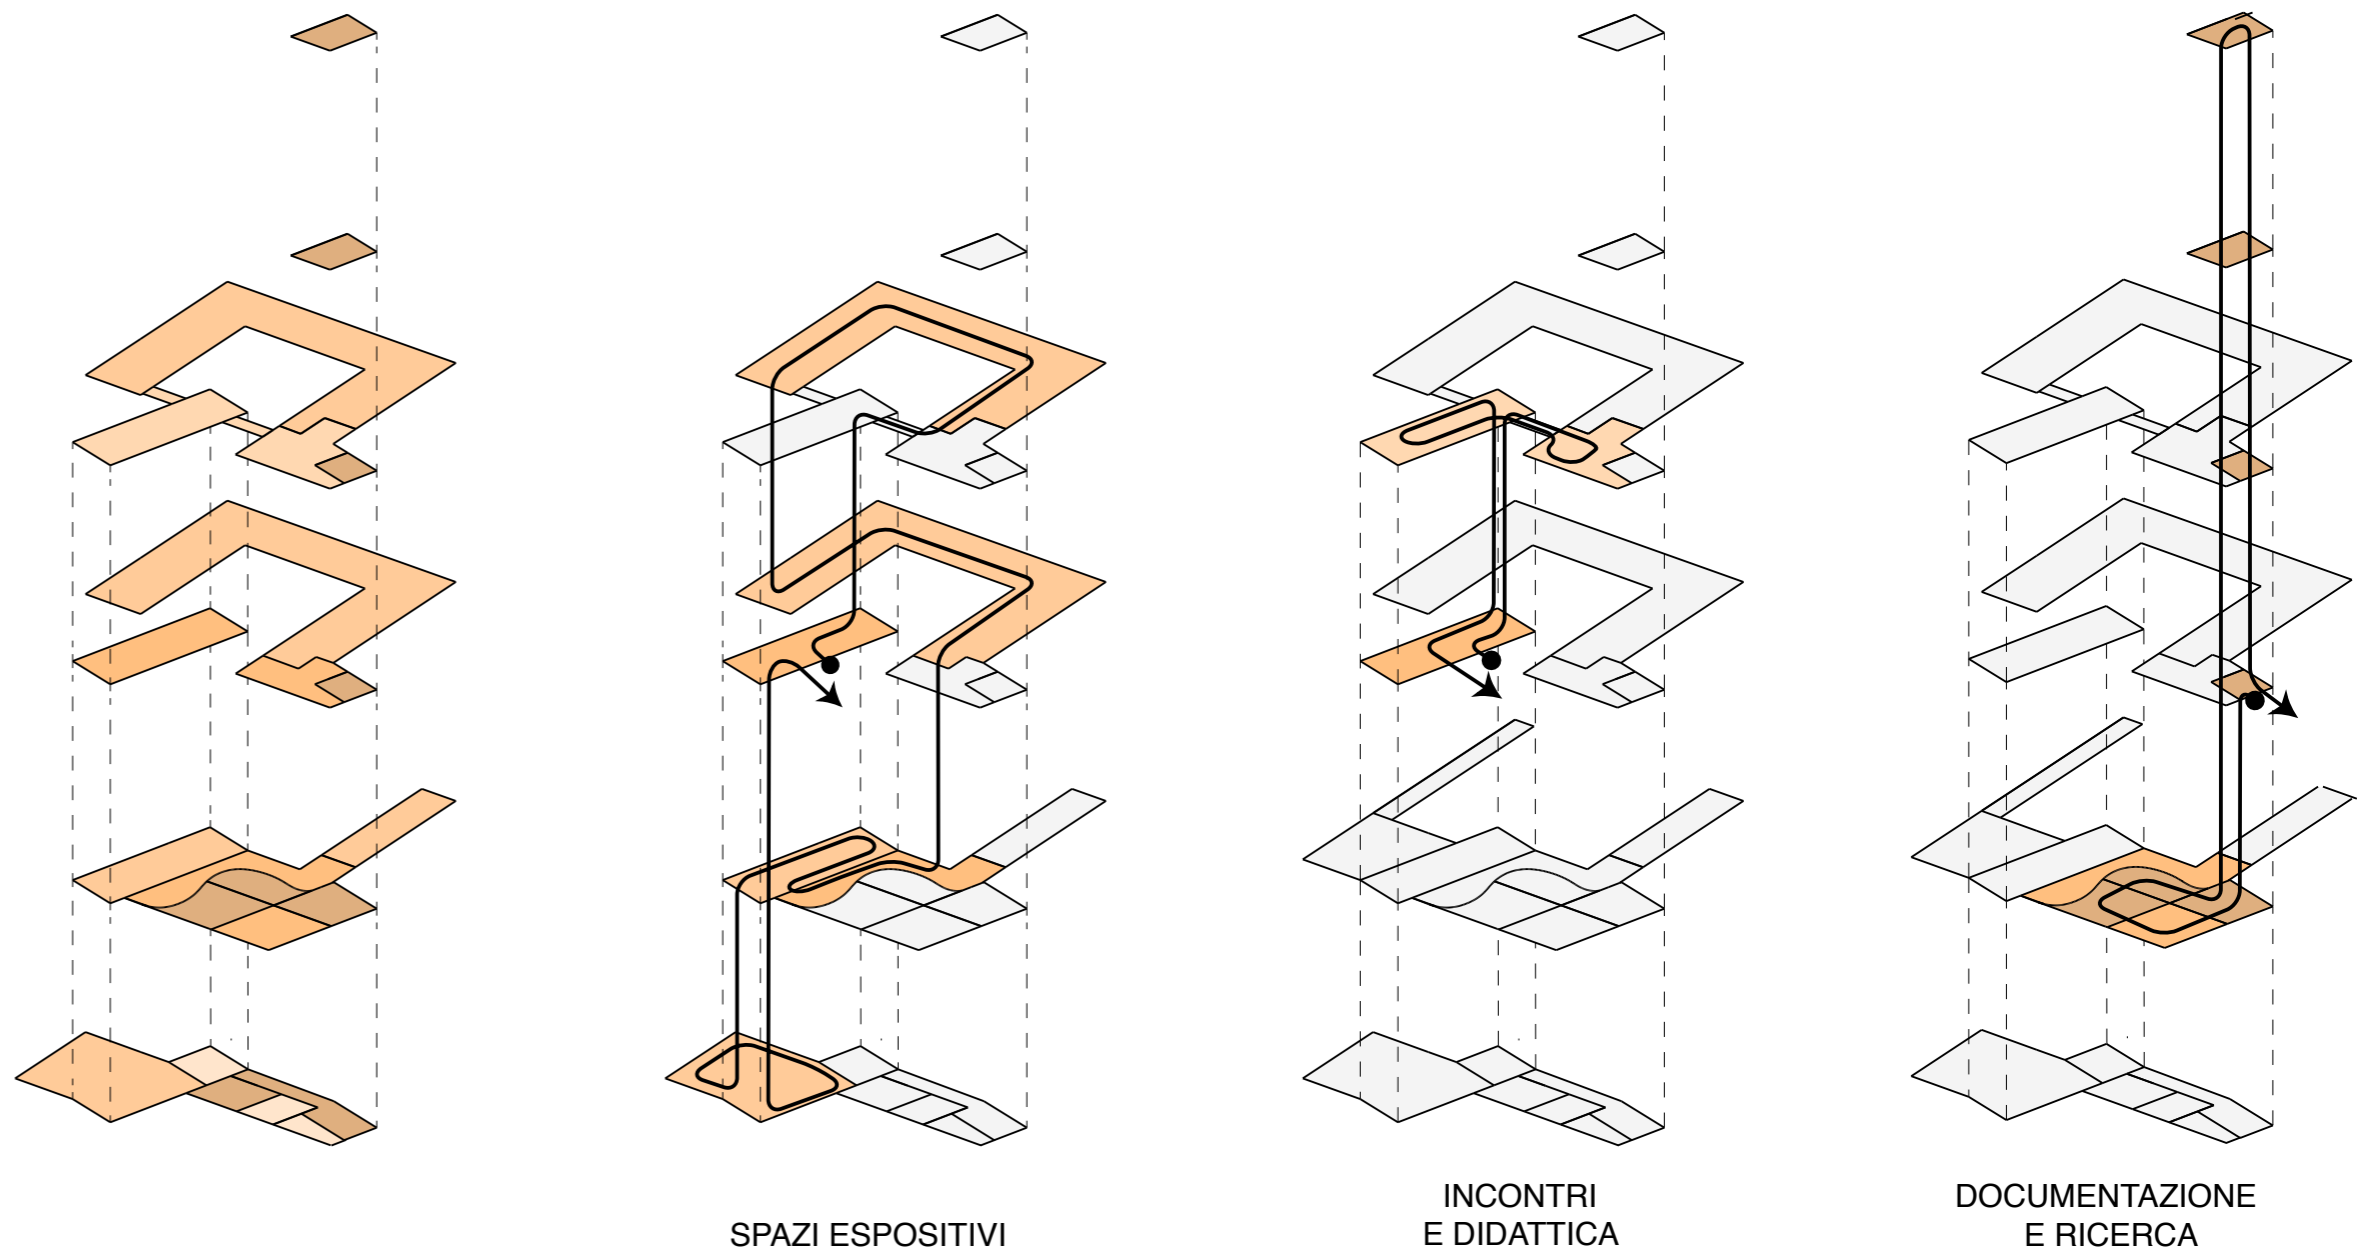 SPAZI ESPOSITIVI
INCONTRI
E DIDATTICA
DOCUMENTAZIONE
E RICERCA